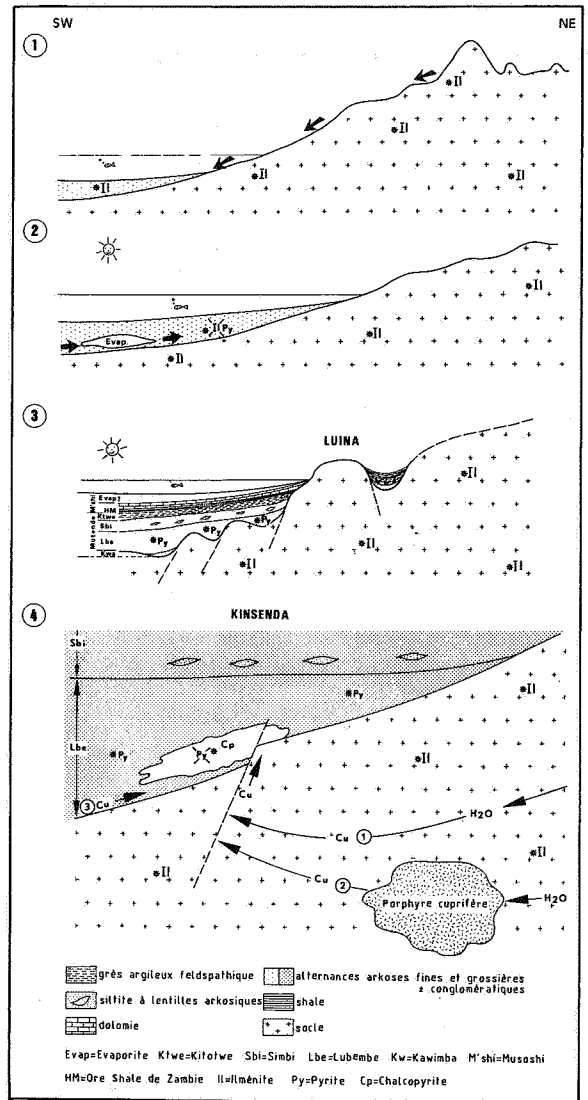 SW NE
1
Il
Il
Il
Il
Il
2
Il
Il Py
Evap.
Il
Il
3
LUINA
Evap?
HM
Ktwe
Sbi
Lbe
Kwa
Mutende M'shi
Py
Py
Py
Il
Il
Il
4
KINSENDA
Sbi
Lbe
Py
Il
Py
Py Cp
Il
3 Cu
Cu
H2O
Cu 1
Il
Il
Cu 2
Porphyre cuprifère
H2O
grès argileux feldspathique
alternances arkoses fines et grossières
± conglomératiques
siltite à lentilles arkosiques
shale
dolomie
socle
Evap=Evaporite Ktwe=Kitotwe Sbi=Simbi Lbe=Lubembe Kw=Kawimba M'shi=Musoshi
HM=Ore Shale de Zambie Il=Ilménite Py=Pyrite Cp=Chalcopyrite